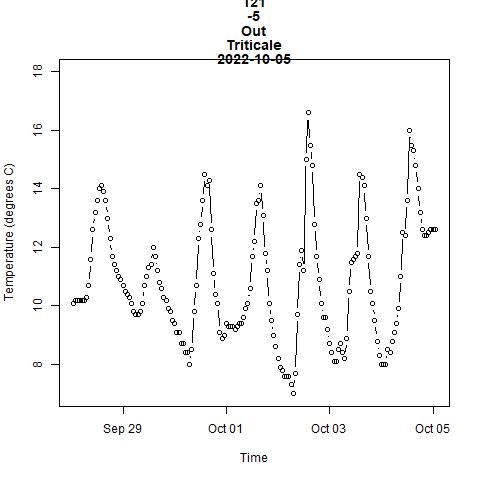 121
-5
Out
Triticale
2022-10-05
18
16
14
12
10
8
Temperature (degrees C)
Sep 29
Oct 01
Oct 03
Oct 05
Time